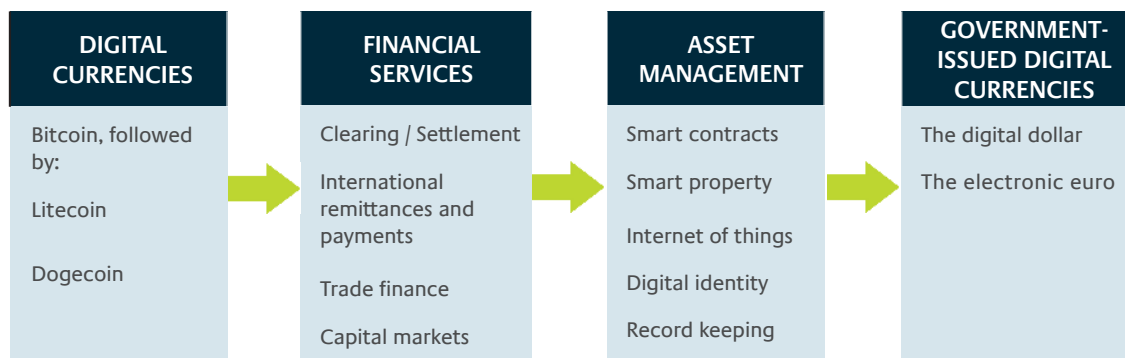 DIGITAL
CURRENCIES
Bitcoin, followed
by:
Litecoin
Dogecoin
FINANCIAL
SERVICES
Clearing / Settlement
International
remittances and
payments
Trade finance
Capital markets
ASSET
MANAGEMENT
Smart contracts
Smart property
Internet of things
Digital identity
Record keeping
GOVERNMENT-
ISSUED DIGITAL
CURRENCIES
The digital dollar
The electronic euro